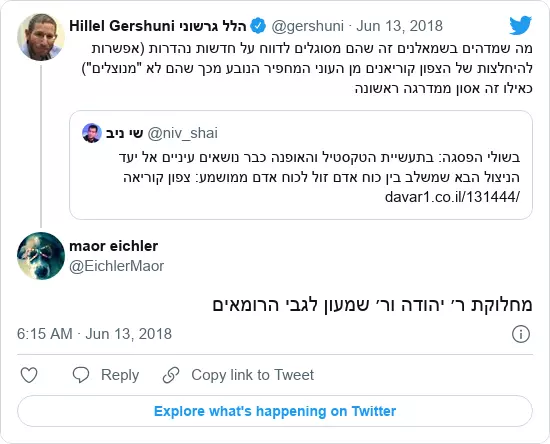 Hillel Gershuni הלל גרשוני @gershuni · Jun 13, 2018
מה שמדהים בשמאלנים זה שהם מסוגלים לדווח על חדשות נהדרות (אפשרות
להיחלצות של הצפון קוריאנים מן העוני המחפיר הנובע מכך שהם לא "מנוצלים")
כאילו זה אסון ממדרגה ראשונה
שי ניב @niv_shai
בשולי הפסגה: בתעשיית הטקסטיל והאופנה כבר נושאים עיניים אל יעד
הניצול הבא שמשלב בין כוח אדם זול לכוח אדם ממושמע: צפון קוריאה
davar1.co.il/131444/
maor eichler
@EichlerMaor
מחלוקת ר׳ יהודה ור׳ שמעון לגבי הרומאים
6:15 AM · Jun 13, 2018
Reply
Copy link to Tweet
Explore what's happening on Twitter